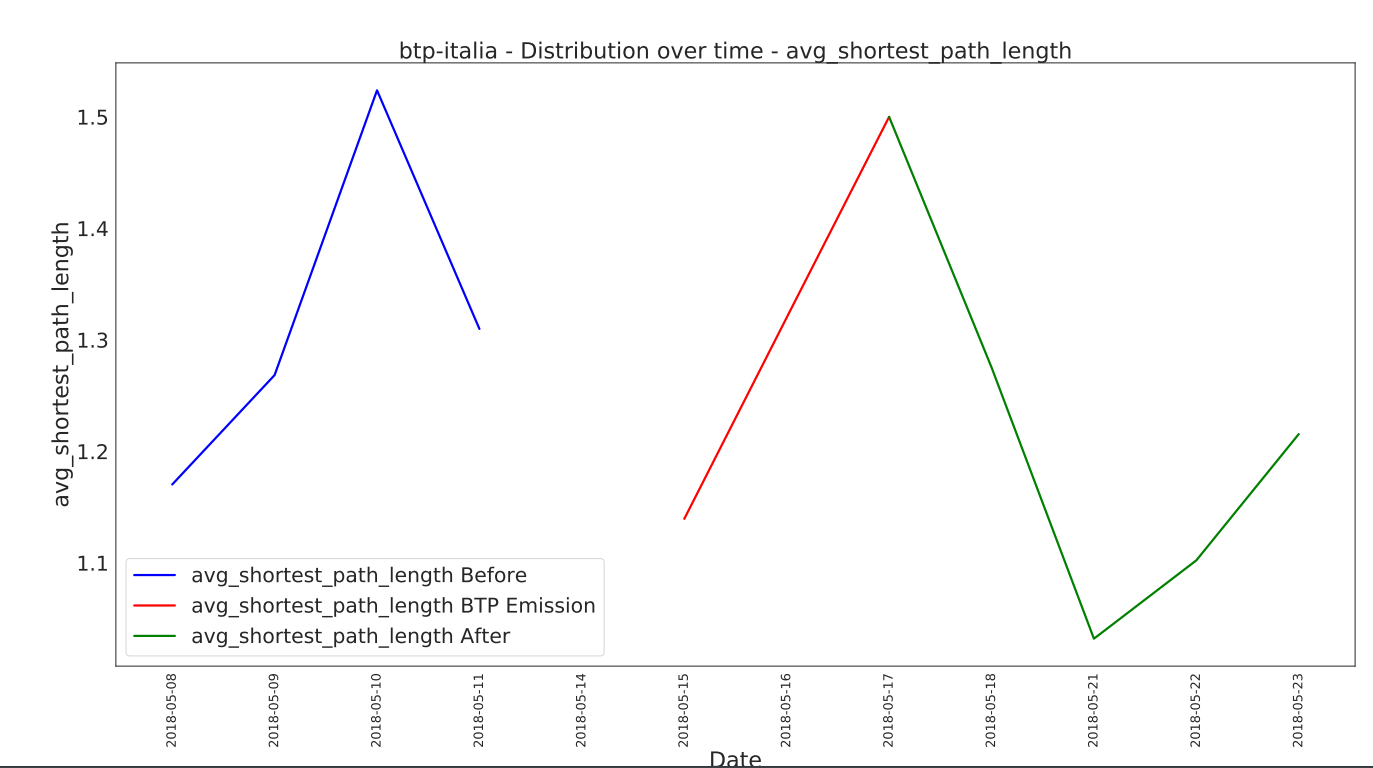 btp-italia - Distribution over time - avg_shortest_path_length
avg_shortest_path_length
1.5
1.4
1.3
1.2
1.1
avg_shortest_path_length Before
avg_shortest_path_length BTP Emission
avg_shortest_path_length After
2018-05-08
2018-05-09
2018-05-10
2018-05-11
2018-05-14
2018-05-15
2018-05-16
2018-05-17
2018-05-18
2018-05-21
2018-05-22
2018-05-23
Date